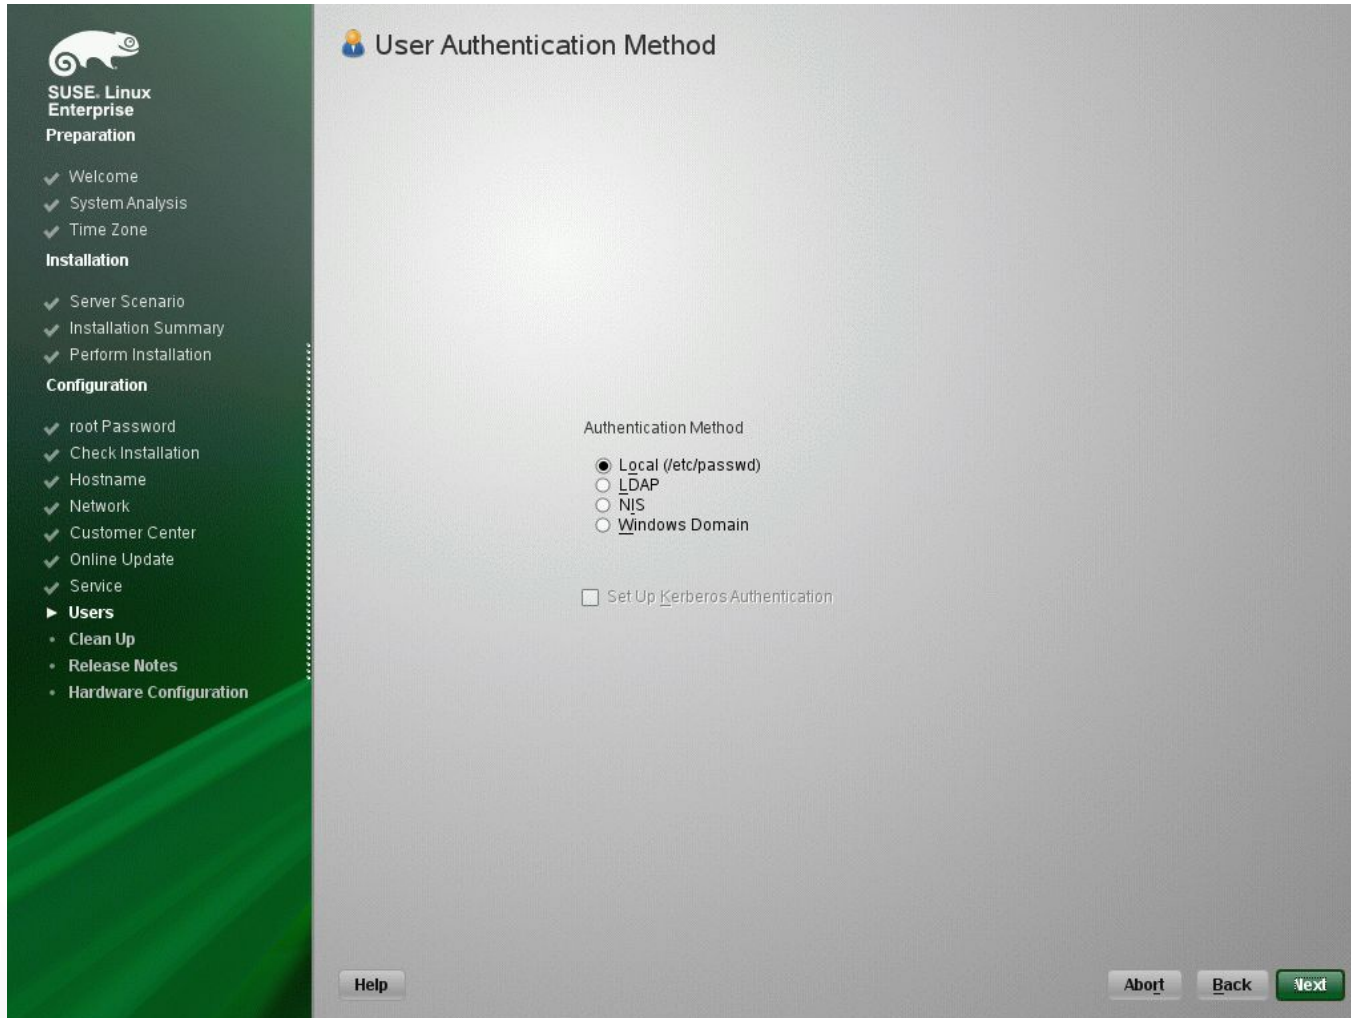 SUSE. Linux
Enterprise
Preparation
Welcome
System Analysis
Time Zone
Installation
Server Scenario
Installation Summary
Perform Installation
Configuration
root Password
Check Installation
Hostname
Network
Customer Center
Online Update
Service
Users
Clean Up
Release Notes
Hardware Configuration
User Authentication Method
Authentication Method
Local (/etc/passwd)
LDAP
NIS
Windows Domain
Set Up Kerberos Authentication
Help
Abort
Back
Next